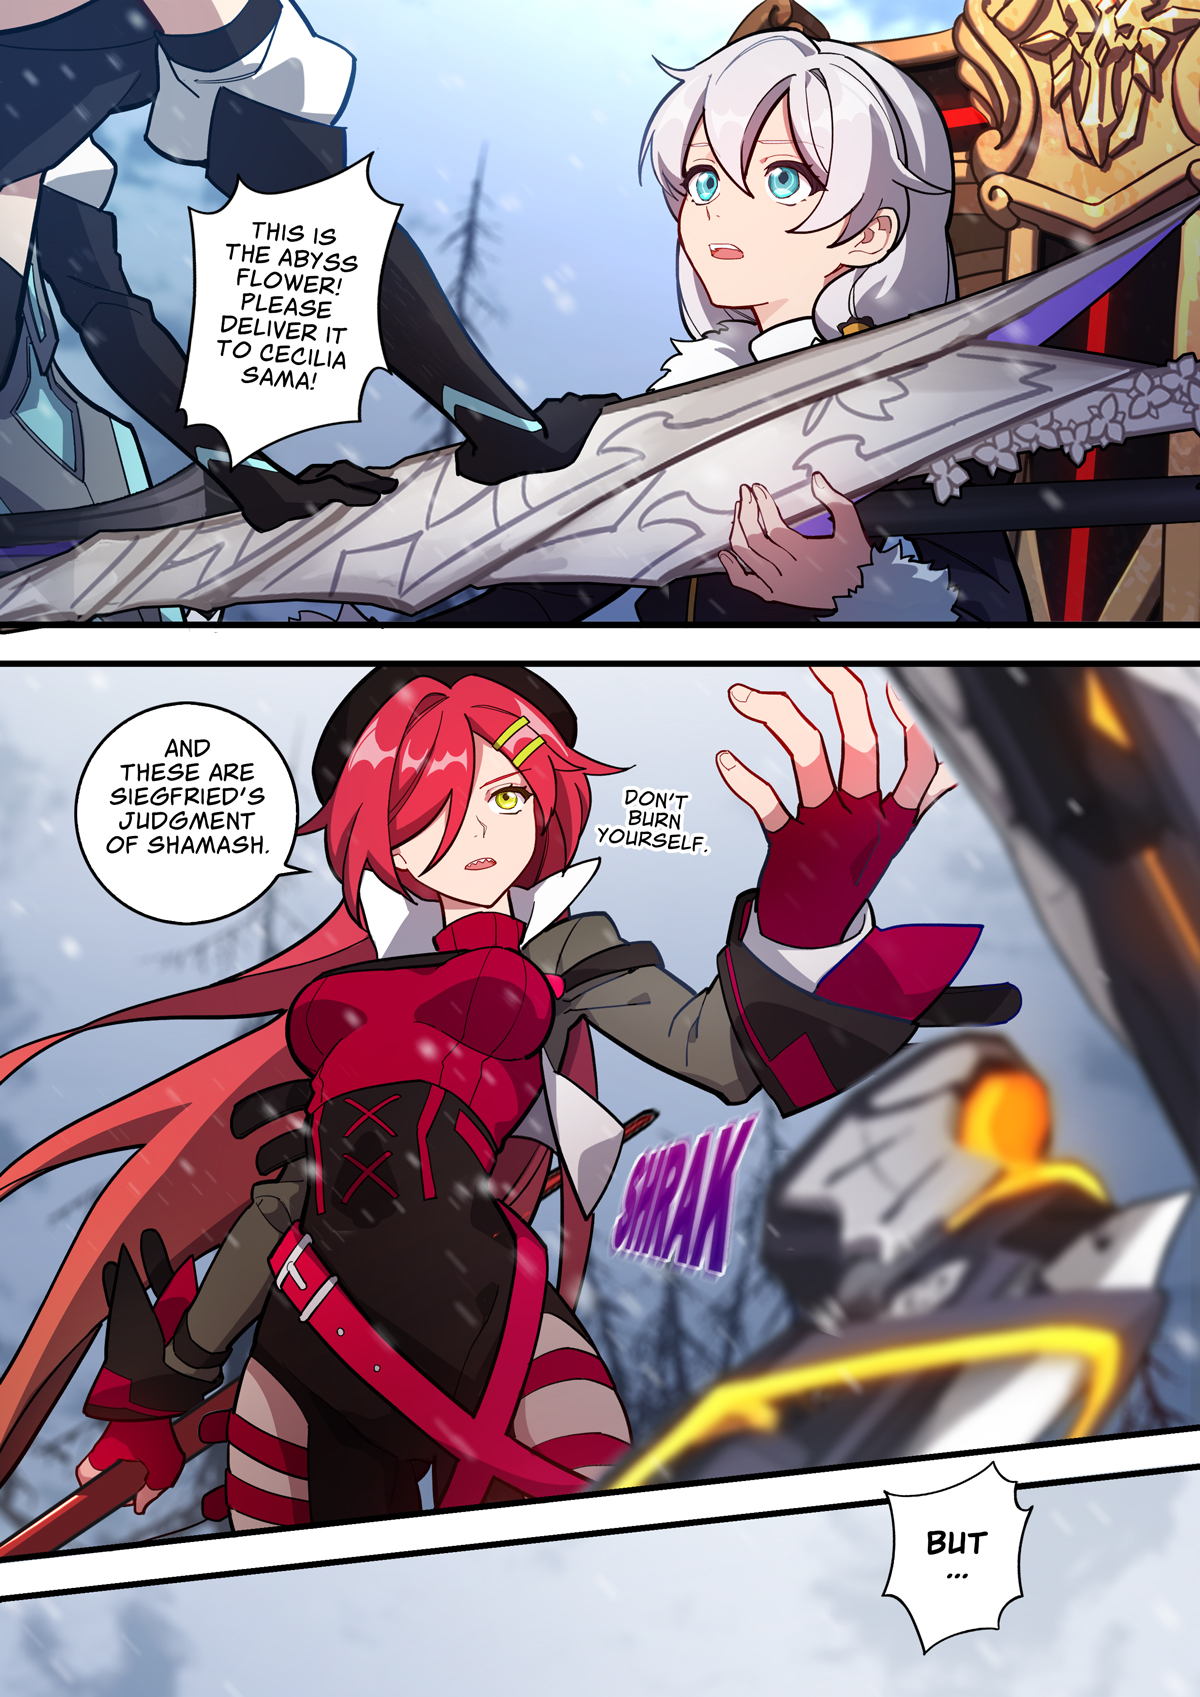 THIS IS
THE ABYSS
FLOWER!
PLEASE
DELIVER IT
TO CECILIA
SAMA!
AND
THESE ARE
SIEGFRIED'S
JUDGMENT
OF SHAMASH.
DON'T
BURN
YOURSELF.
SHRAK
BUT
...